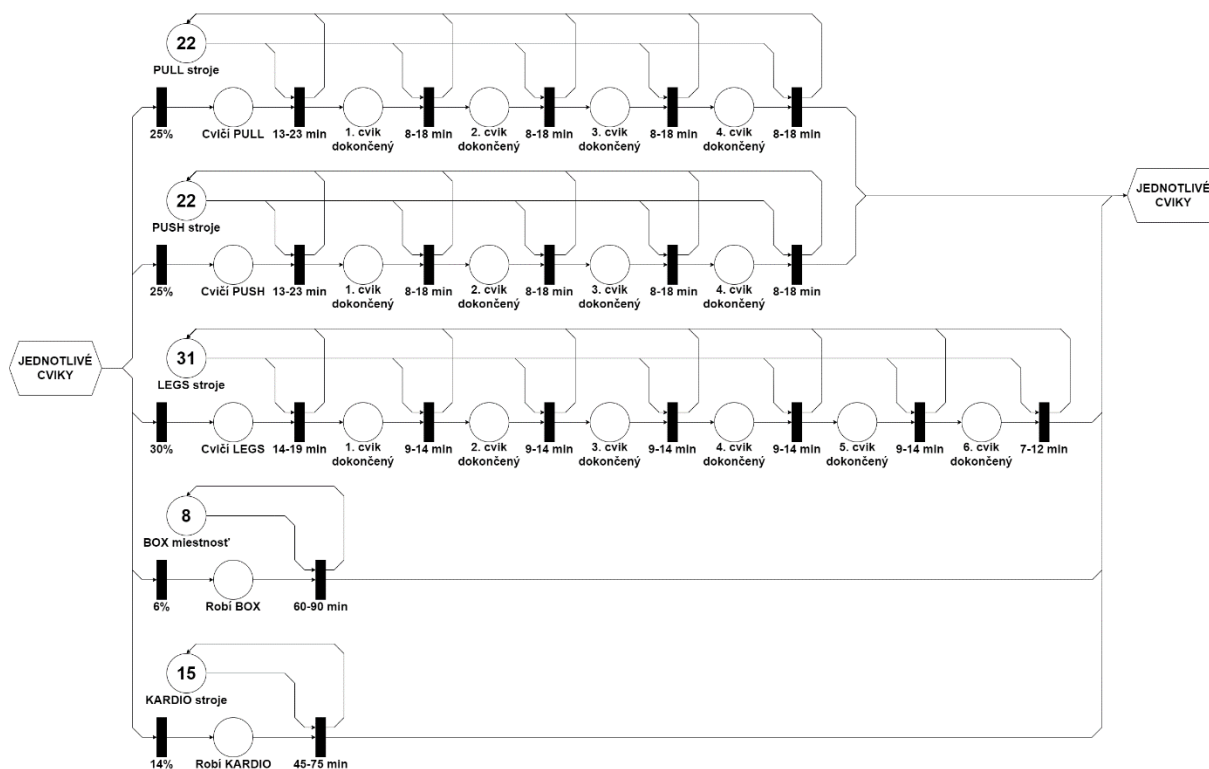 22
PULL stroje
25%
Cvičí PULL
13-23 min
1. cvik
dokončený
8-18 min
2. cvik
dokončený
8-18 min
3. cvik
dokončený
8-18 min
4. cvik
dokončený
8-18 min
22
PUSH stroje
25%
Cvičí PUSH
13-23 min
1. cvik
dokončený
8-18 min
2. cvik
dokončený
8-18 min
3. cvik
dokončený
8-18 min
4. cvik
dokončený
8-18 min
JEDNOTLIVÉ
CVIKY
JEDNOTLIVÉ
CVIKY
31
LEGS stroje
30%
Cvičí LEGS
14-19 min
1. cvik
dokončený
9-14 min
2. cvik
dokončený
9-14 min
3. cvik
dokončený
9-14 min
4. cvik
dokončený
9-14 min
5. cvik
dokončený
9-14 min
6. cvik
dokončený
7-12 min
8
BOX miestnosť
6%
Robí BOX
60-90 min
15
KARDIO stroje
14%
Robí KARDIO
45-75 min